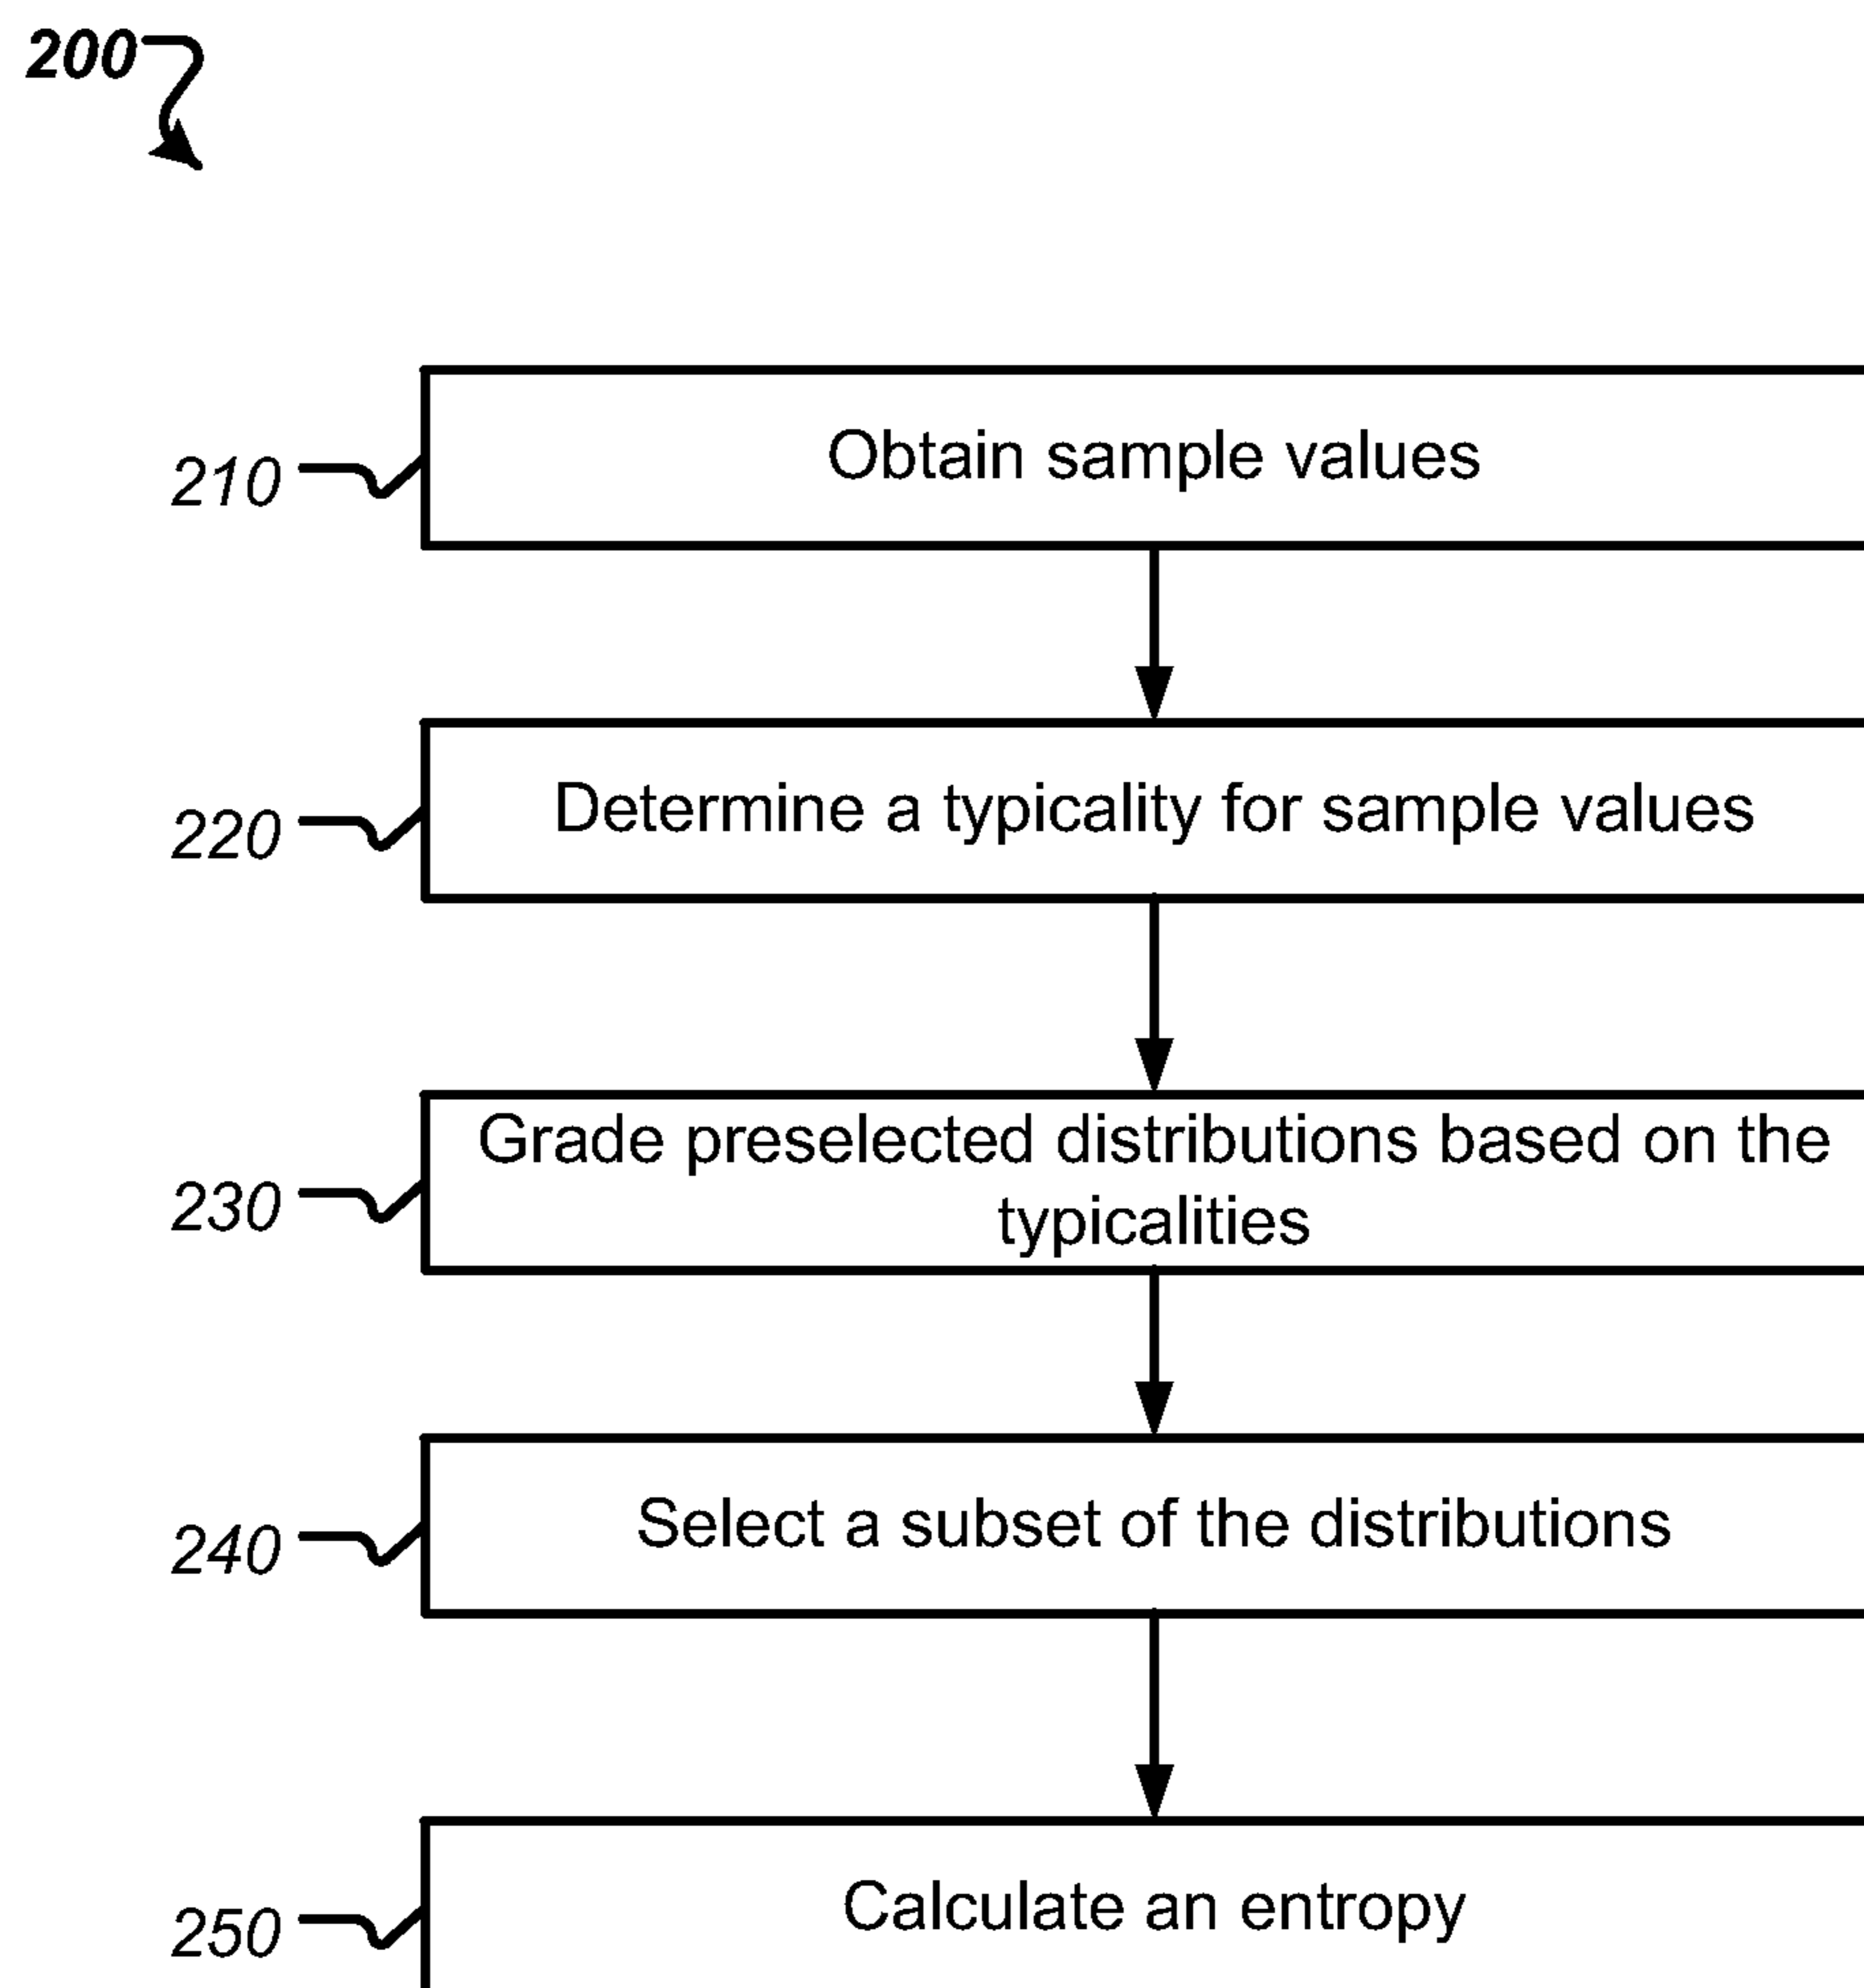 200
210
Obtain sample values
220
Determine a typicality for sample values
230
Grade preselected distributions based on the
typicalities
240
Select a subset of the distributions
250
Calculate an entropy